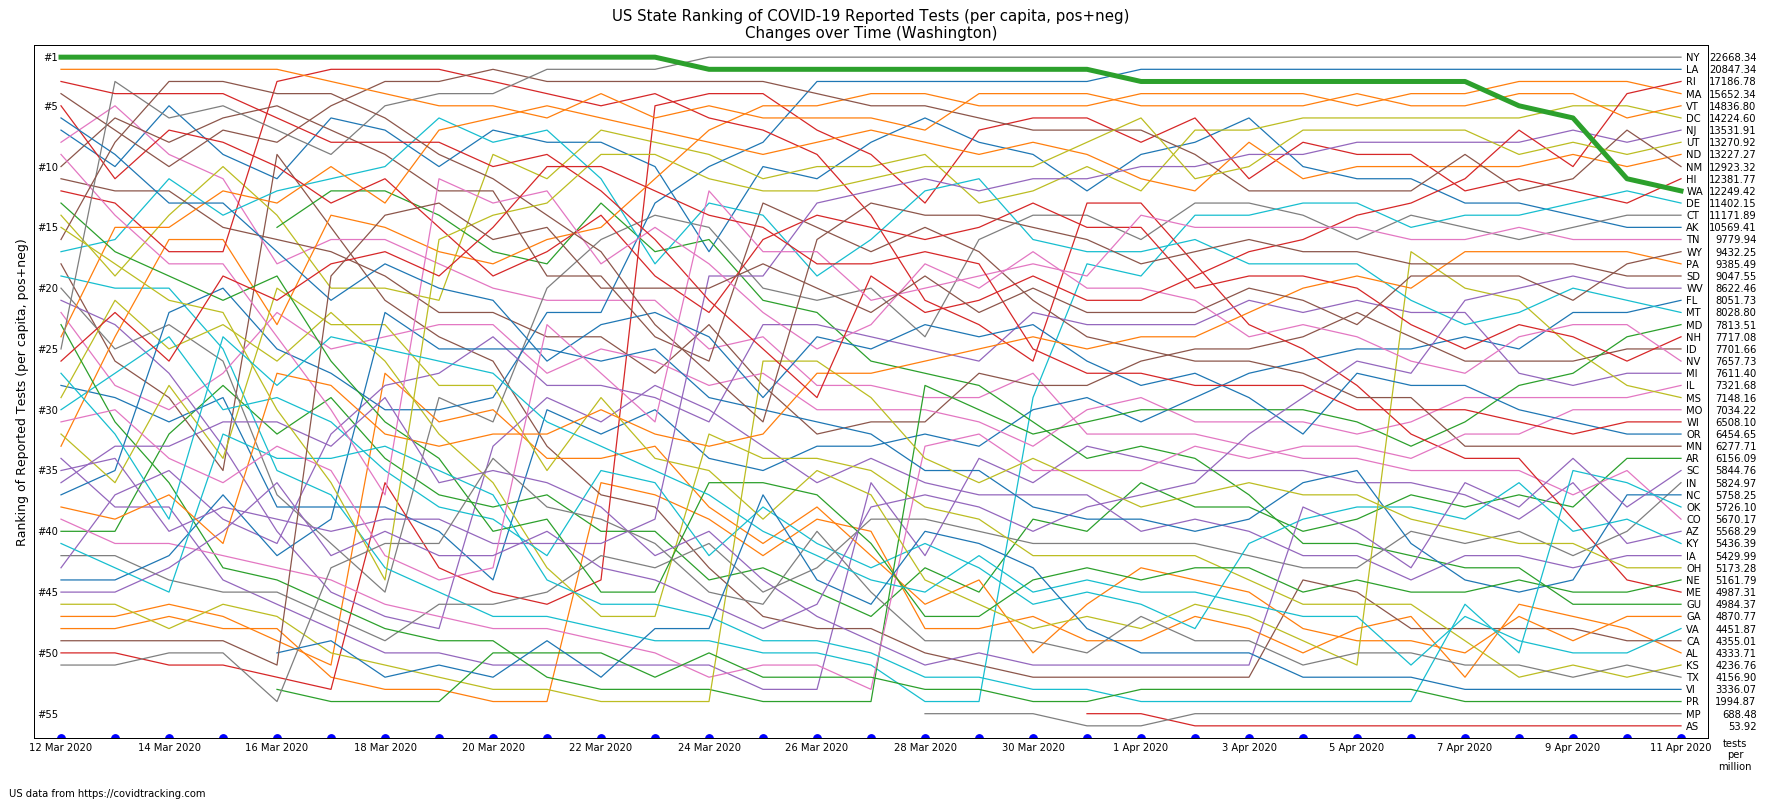 US State Ranking of COVID-19 Reported Tests (per capita, pos+neg)
Changes over Time (Washington)
Ranking of Reported Tests (per capita, pos+neg)
#1
#5
#10
#15
#20
#25
#30
#35
#40
#45
#50
#55
NY 22668.34
LA 20847.34
RI 17186.78
MA 15652.34
VT 14836.80
DC 14224.60
NJ 13531.91
UT 13270.92
ND 13227.27
NM 12923.32
HI 12381.77
WA 12249.42
DE 11402.15
CT 11171.89
AK 10569.41
TN 9779.94
WY 9432.25
PA 9385.49
SD 9047.55
WV 8622.46
FL 8051.73
MT 8028.80
MD 7813.51
NH 7717.08
ID 7701.66
NV 7657.73
MI 7611.40
IL 7321.68
MS 7148.16
MO 7034.22
WI 6508.10
OR 6454.65
MN 6277.71
AR 6156.09
SC 5844.76
IN 5824.97
NC 5758.25
OK 5726.10
CO 5670.17
AZ 5568.29
KY 5436.39
IA 5429.99
OH 5173.28
NE 5161.79
ME 4987.31
GU 4984.37
GA 4870.77
VA 4451.87
CA 4355.01
AL 4333.71
KS 4236.76
TX 4156.90
VI 3336.07
PR 1994.87
MP 688.48
AS 53.92
12 Mar 2020 14 Mar 2020 16 Mar 2020 18 Mar 2020 20 Mar 2020 22 Mar 2020 24 Mar 2020 26 Mar 2020 28 Mar 2020 30 Mar 2020 1 Apr 2020 3 Apr 2020 5 Apr 2020 7 Apr 2020 9 Apr 2020 11 Apr 2020
tests
per
million
US data from https://covidtracking.com